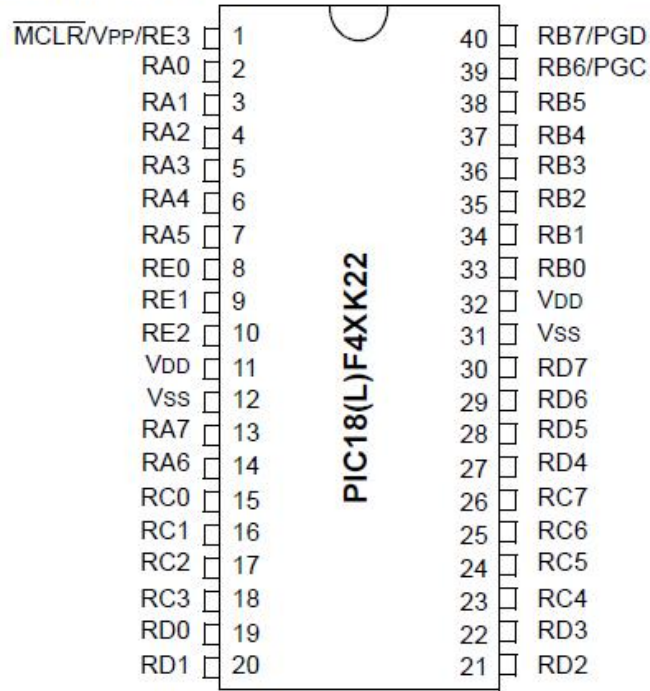 MCLR/VPP/RE3 1 40 RB7/PGD
RA0 2 39 RB6/PGC
RA1 3 38 RB5
RA2 4 37 RB4
RA3 5 36 RB3
RA4 6 35 RB2
RA5 7 34 RB1
RE0 8 33 RB0
RE1 9 32 VDD
RE2 10 31 VSS
VDD 11 30 RD7
VSS 12 29 RD6
RA7 13 28 RD5
RA6 14 27 RD4
RC0 15 26 RC7
RC1 16 25 RC6
RC2 17 24 RC5
RC3 18 23 RC4
RD0 19 22 RD3
RD1 20 21 RD2
PIC18(L)F4XK22